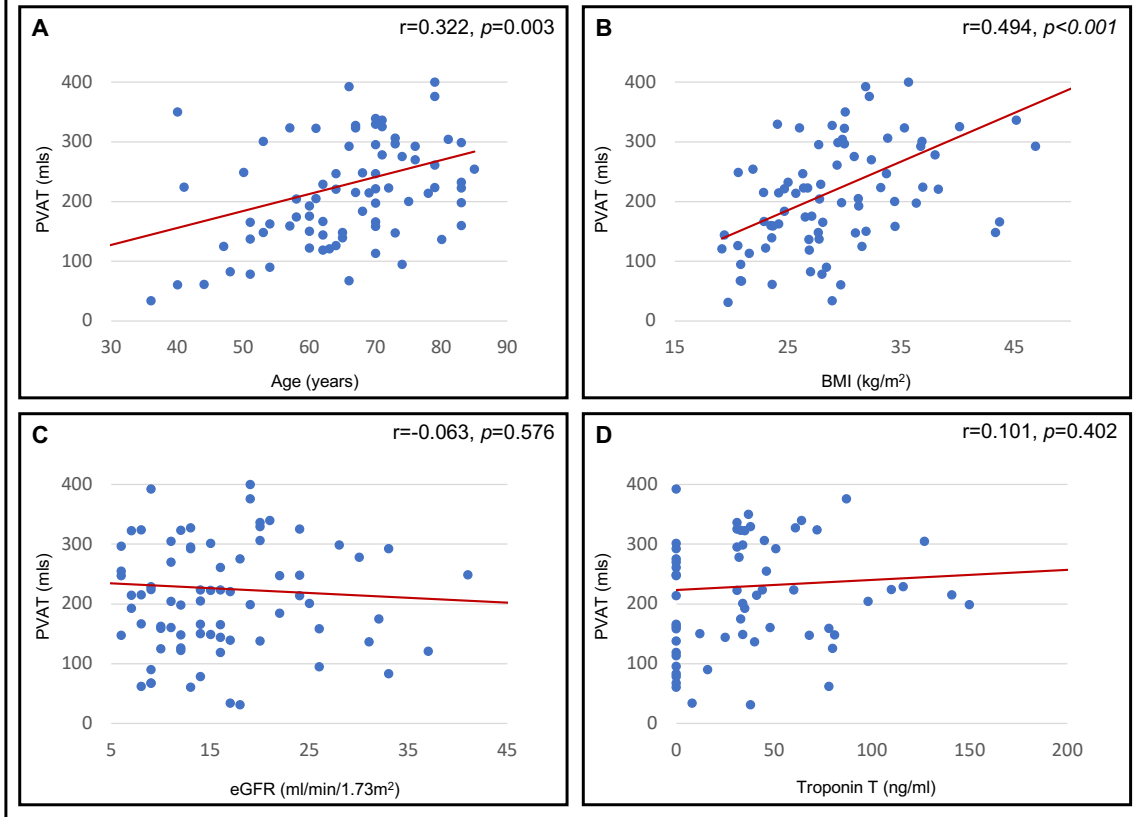 A
r=0.322, p=0.003
400
300
200
100
0
PVAT (mls)
30 40 50 60 70 80 90
Age (years)
B
r=0.494, p<0.001
400
300
200
100
0
PVAT (mls)
15 25 35 45
BMI (kg/m²)
C
r=-0.063, p=0.576
400
300
200
100
0
PVAT (mls)
5 15 25 35 45
eGFR (ml/min/1.73m²)
D
r=0.101, p=0.402
400
300
200
100
0
PVAT (mls)
0 50 100 150 200
Troponin T (ng/ml)